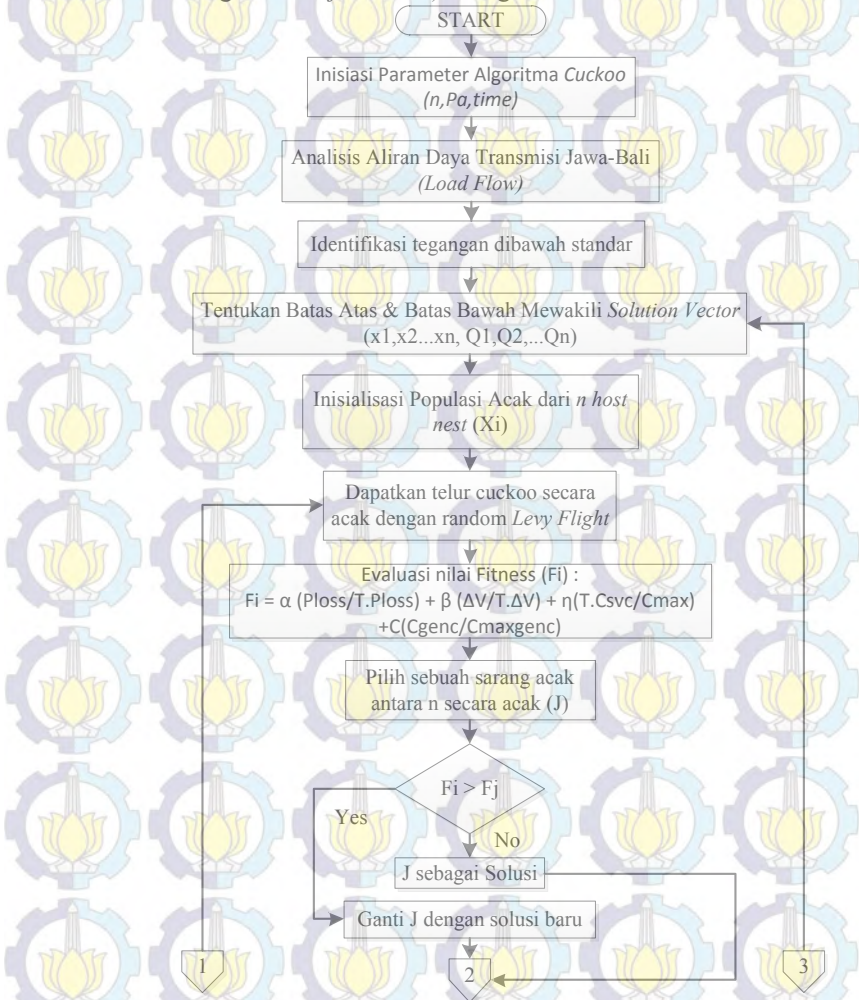 START
Inisiasi Parameter Algoritma Cuckoo
(n,Pa,time)
Analisis Aliran Daya Transmisi Jawa-Bali
(Load Flow)
Identifikasi tegangan dibawah standar
Tentukan Batas Atas & Batas Bawah Mewakili Solution Vector
(x1,x2...xn, Q1,Q2,...Qn)
Inisialisasi Populasi Acak dari n host
nest (Xi)
Dapatkan telur cuckoo secara
acak dengan random Levy Flight
Evaluasi nilai Fitness (Fi) :
Fi = α (Ploss/T.Ploss) + β (ΔV/T.ΔV) + η(T.Csvc/Cmax)
+C(Cgenc/Cmaxgenc)
Pilih sebuah sarang acak
antara n secara acak (J)
Fi > Fj
Yes
No
J sebagai Solusi
Ganti J dengan solusi baru
1
2
3